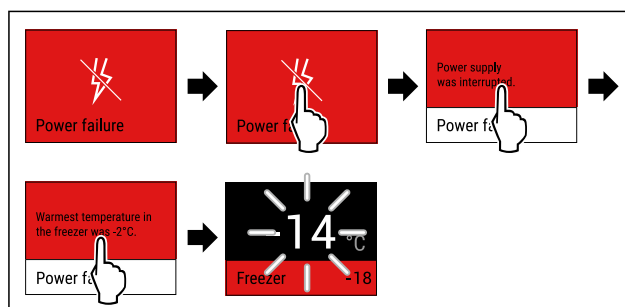 Power failure
Power fa
Power supply
was interrupted.
Power fa
Warmest temperature in
the freezer was -2°C.
Power fa
-14 °C
Freezer -18